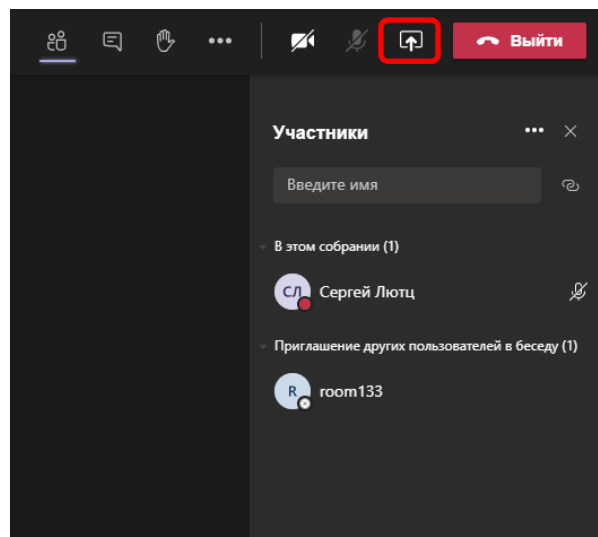 Выйти
Участники
Введите имя
В этом собрании (1)
СЛ Сергей Лютц
Приглашение других пользователей в беседу (1)
R room133